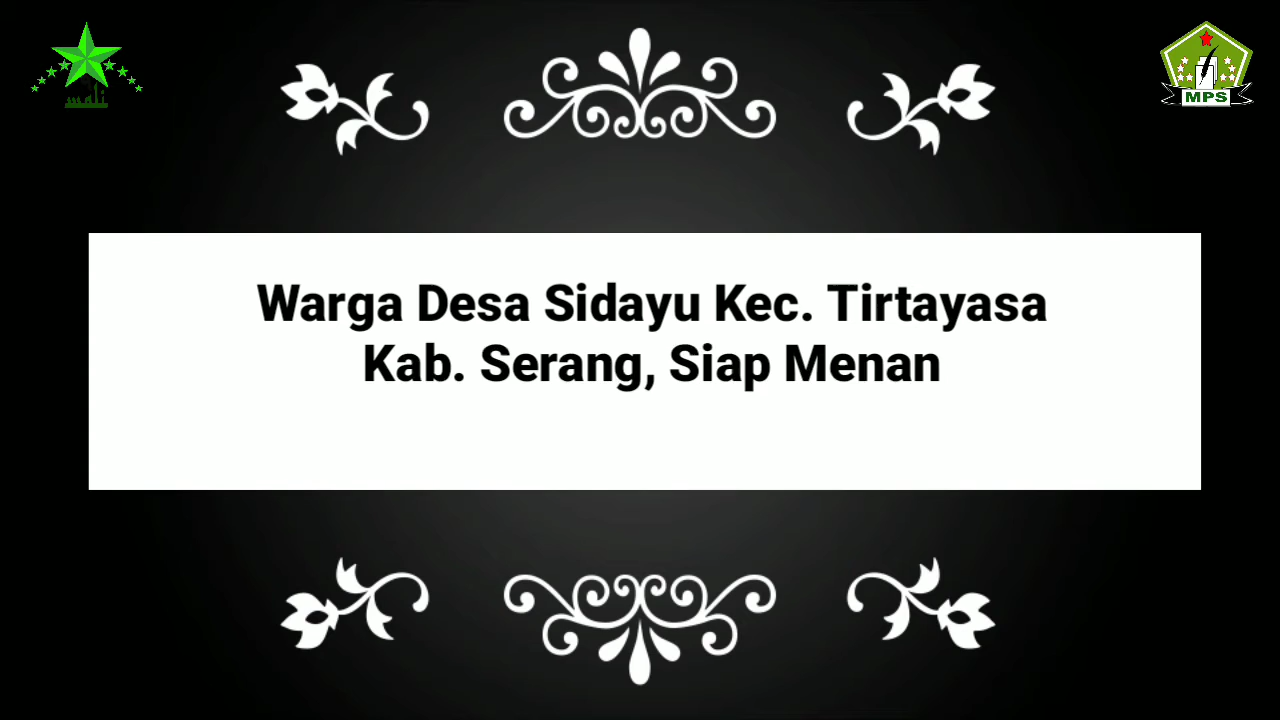 Warga Desa Sidayu Kec. Tirtayasa
Kab. Serang, Siap Menan
MPS